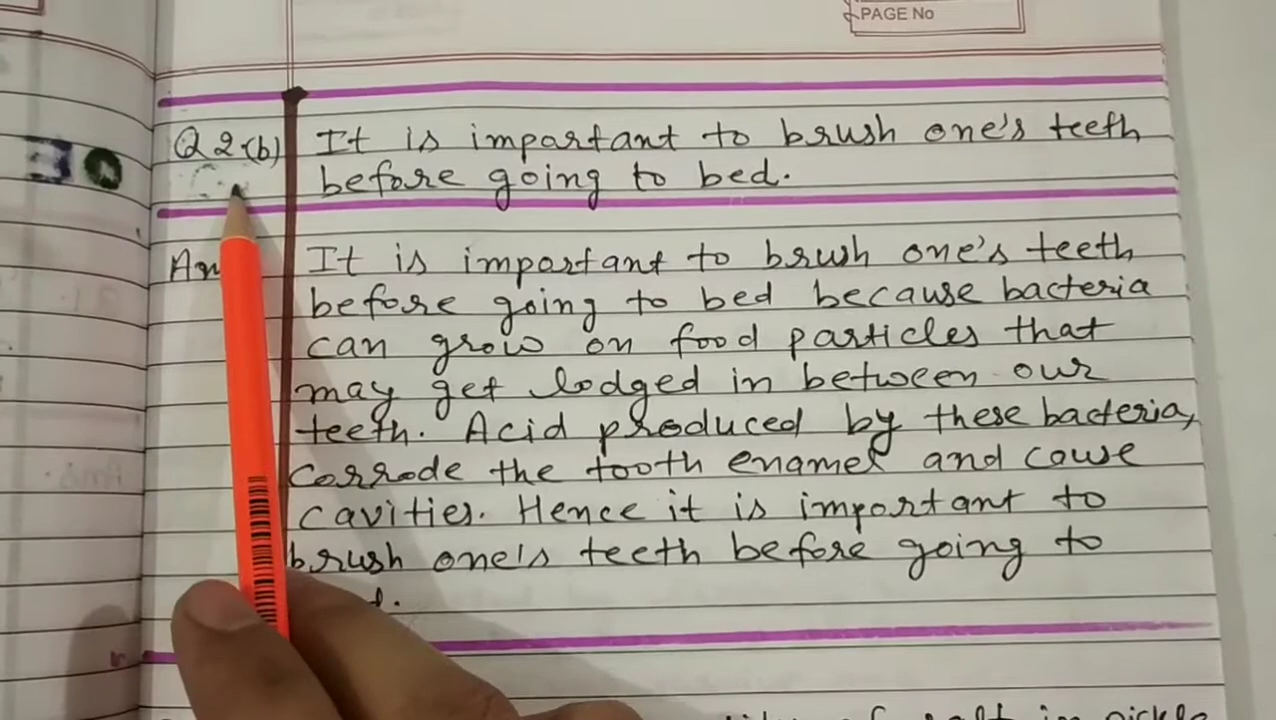 PAGE No
Q2(b) It is important to brush one's teeth
before going to bed.
It is important to brush one's teeth
before going to bed because bacteria
can grow on food particles that
may get lodged in between our
teeth. Acid produced by these bacteria,
corrode the tooth enamel and cause
cavities. Hence it is important to
brush one's teeth before going to
salt in pickle